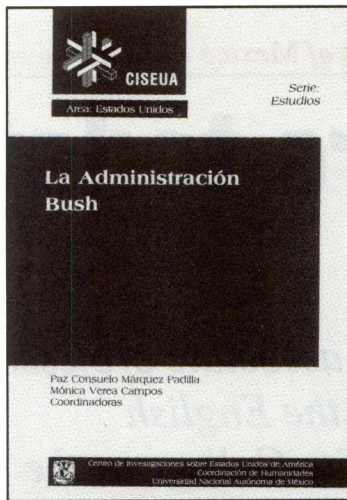 CISEUA
Area: Estados Unidos
Serie:
Estudios
La Administración
Bush
Paz Consuelo Márquez Padilla
Mónica Verea Campos
Coordinadoras
Centro de Investigaciones sobre Estados Unidos de América
Coordinación de Humanidades
Universidad Nacional Autónoma de México